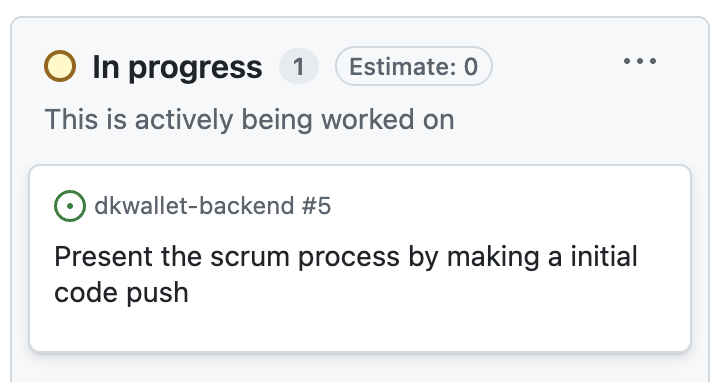 In progress 1 Estimate: 0
This is actively being worked on
dkwallet-backend #5
Present the scrum process by making a initial
code push